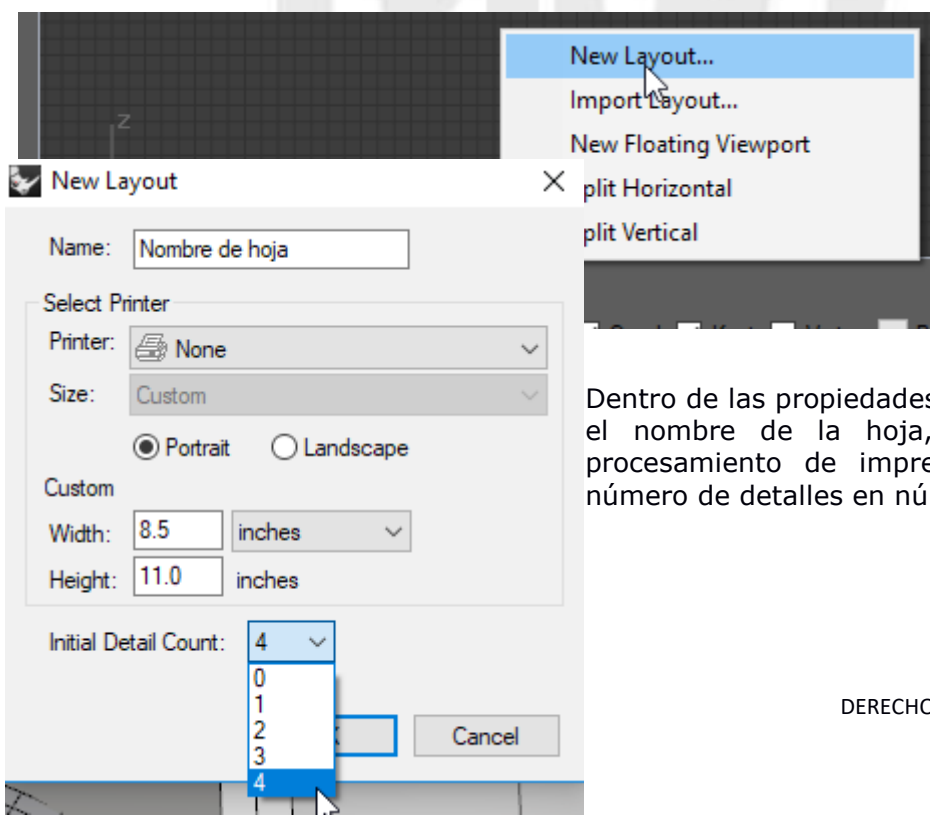 z
New Layout...
Import Layout...
New Floating Viewport
plit Horizontal
plit Vertical
New Layout
Name: Nombre de hoja
Select Printer
Printer: None
Size: Custom
Portrait Landscape
Custom
Width: 8.5 inches
Height: 11.0 inches
Initial Detail Count: 4
0
1
2
3
4
Cancel
Dentro de las propiedades
el nombre de la hoja,
procesamiento de impre
número de detalles en nú
DERECHO